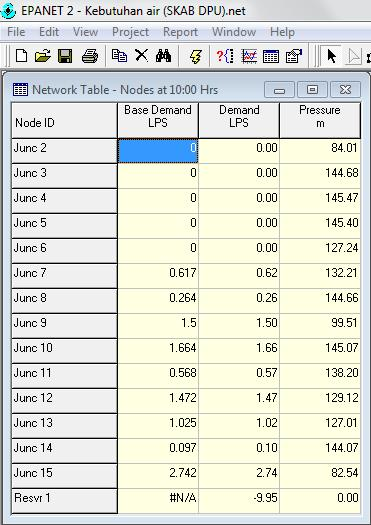 EPANET 2 - Kebutuhan air (SKAB DPU).net
File Edit View Project Report Window Help
Network Table - Nodes at 10:00 Hrs
Node ID Base Demand LPS Demand LPS Pressure m
Junc 2 0 0.00 84.01
Junc 3 0 0.00 144.68
Junc 4 0 0.00 145.47
Junc 5 0 0.00 145.40
Junc 6 0 0.00 127.24
Junc 7 0.617 0.62 132.21
Junc 8 0.264 0.26 144.66
Junc 9 1.5 1.50 99.51
Junc 10 1.664 1.66 145.07
Junc 11 0.568 0.57 138.20
Junc 12 1.472 1.47 129.12
Junc 13 1.025 1.02 127.01
Junc 14 0.097 0.10 144.07
Junc 15 2.742 2.74 82.54
Resvr 1 #N/A -9.95 0.00